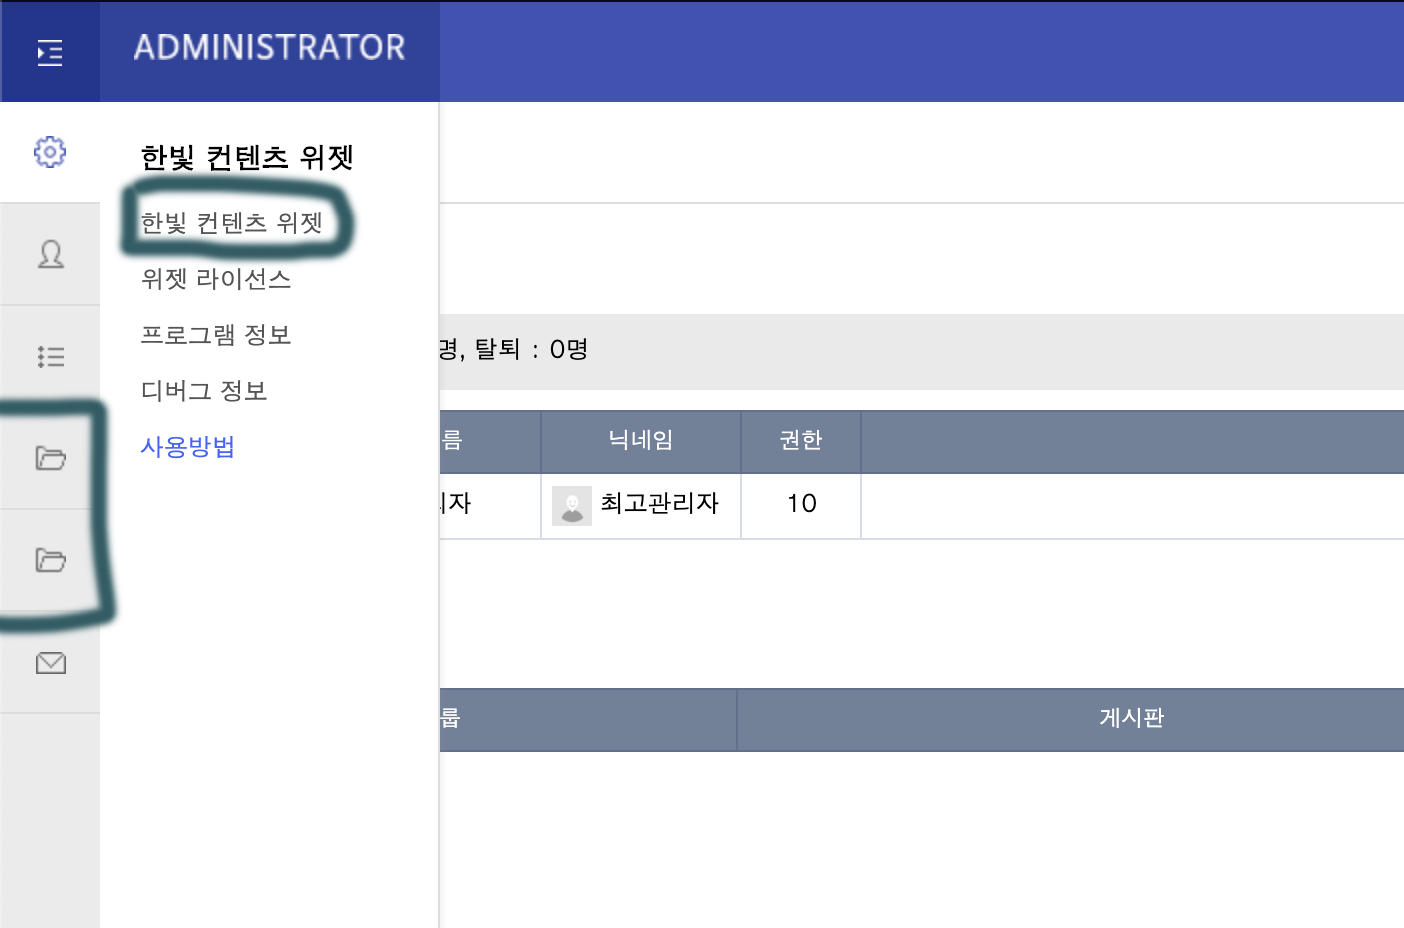 ADMINISTRATOR
한빛 컨텐츠 위젯
한빛 컨텐츠 위젯
위젯 라이선스
프로그램 정보
디버그 정보
사용방법
명, 탈퇴 : 0명
름 닉네임 권한
리자 최고관리자 10
룹 게시판